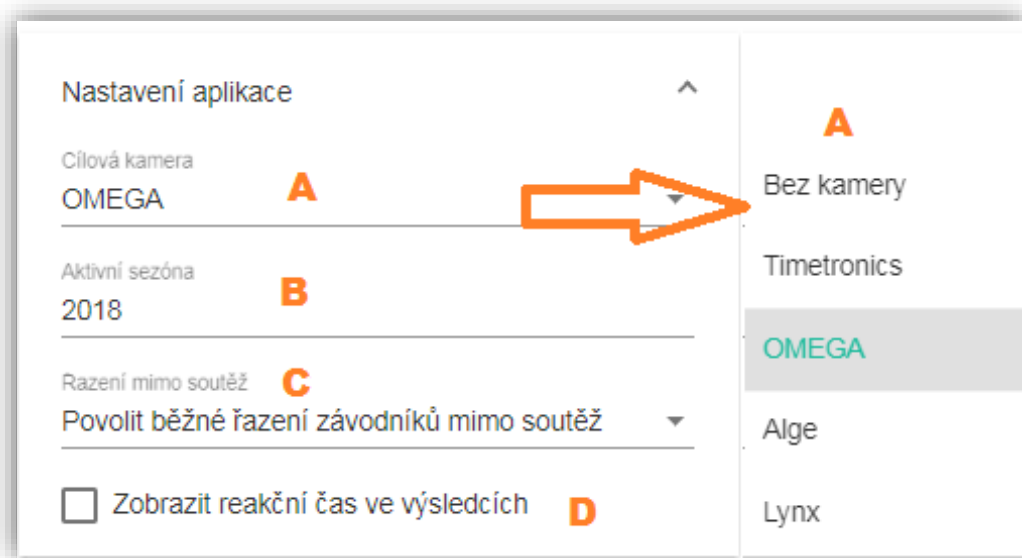 Nastavení aplikace
Cílová kamera
OMEGA
A
Aktivní sezóna
2018
B
Razení mimo soutěž
C
Povolit běžné řazení závodníků mimo soutěž
Zobrazit reakční čas ve výsledcích
D
A
Bez kamery
Timetronics
OMEGA
Alge
Lynx